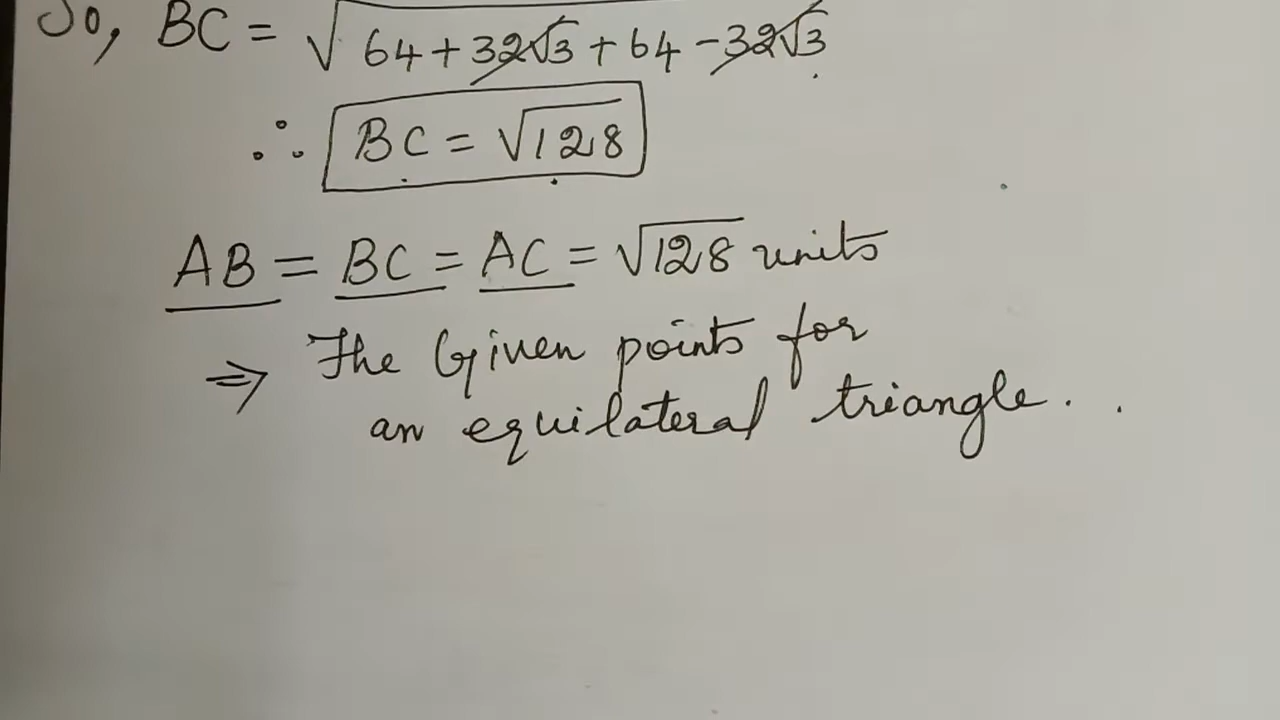 So, BC = √64 + 32√3 + 64 - 32√3
∴ BC = √128
AB = BC = AC = √128 units
⇒ The Given points for
an equilateral triangle.